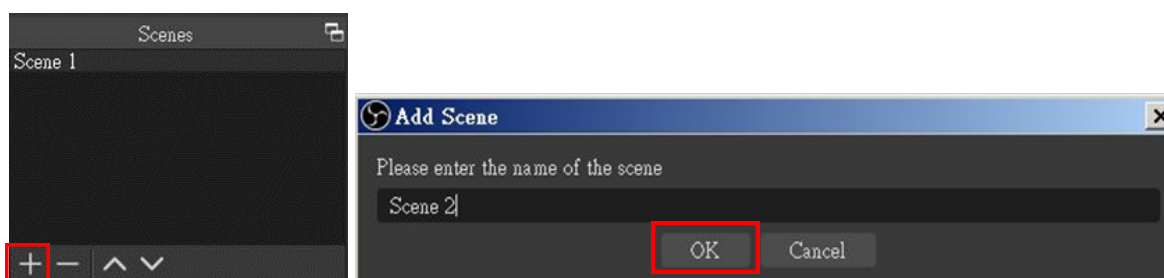 Scenes
Scene 1
Add Scene
Please enter the name of the scene
Scene 2
OK Cancel